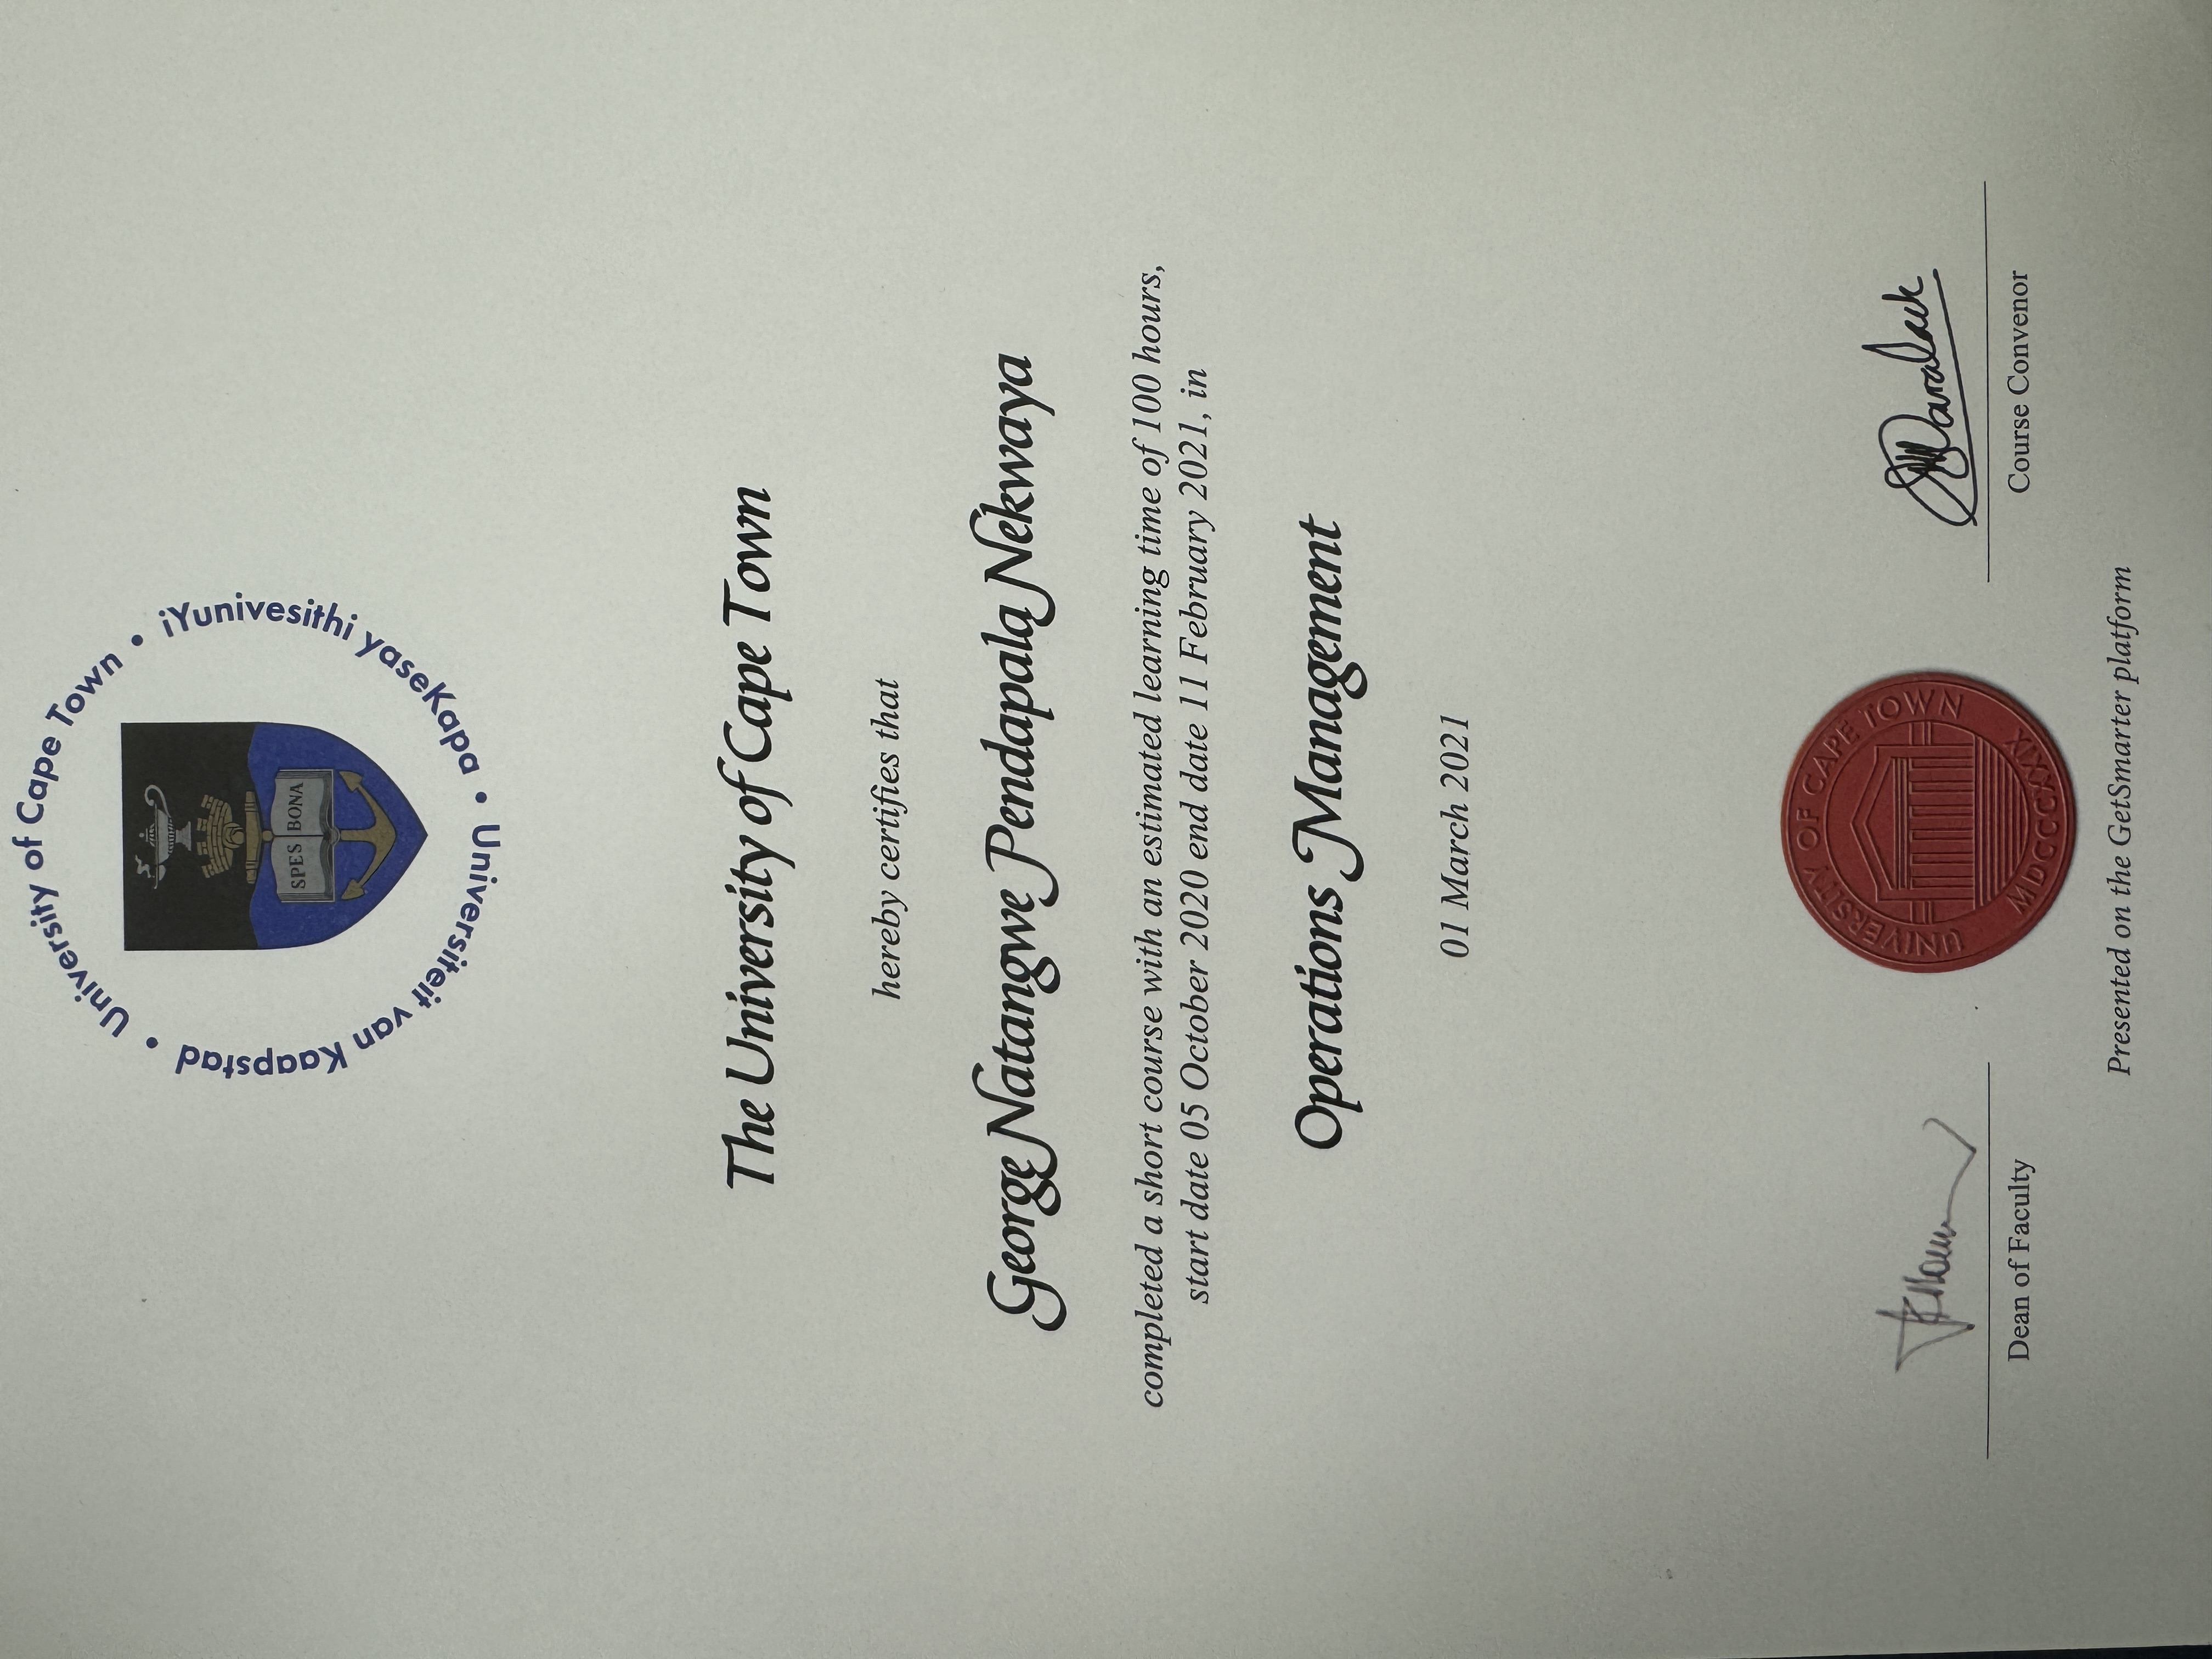 University of Cape Town • iYunivesithi yaseKapa • Universiteit van Kaapstad •
SPES BONA
The University of Cape Town
hereby certifies that
George Natangwe Pendapala Nekwaya
completed a short course with an estimated learning time of 100 hours,
start date 05 October 2020 end date 11 February 2021, in
Operations Management
01 March 2021
UNIVERSITY OF CAPE TOWN
MDCCCXXIX
Dean of Faculty
Course Convenor
Presented on the GetSmarter platform